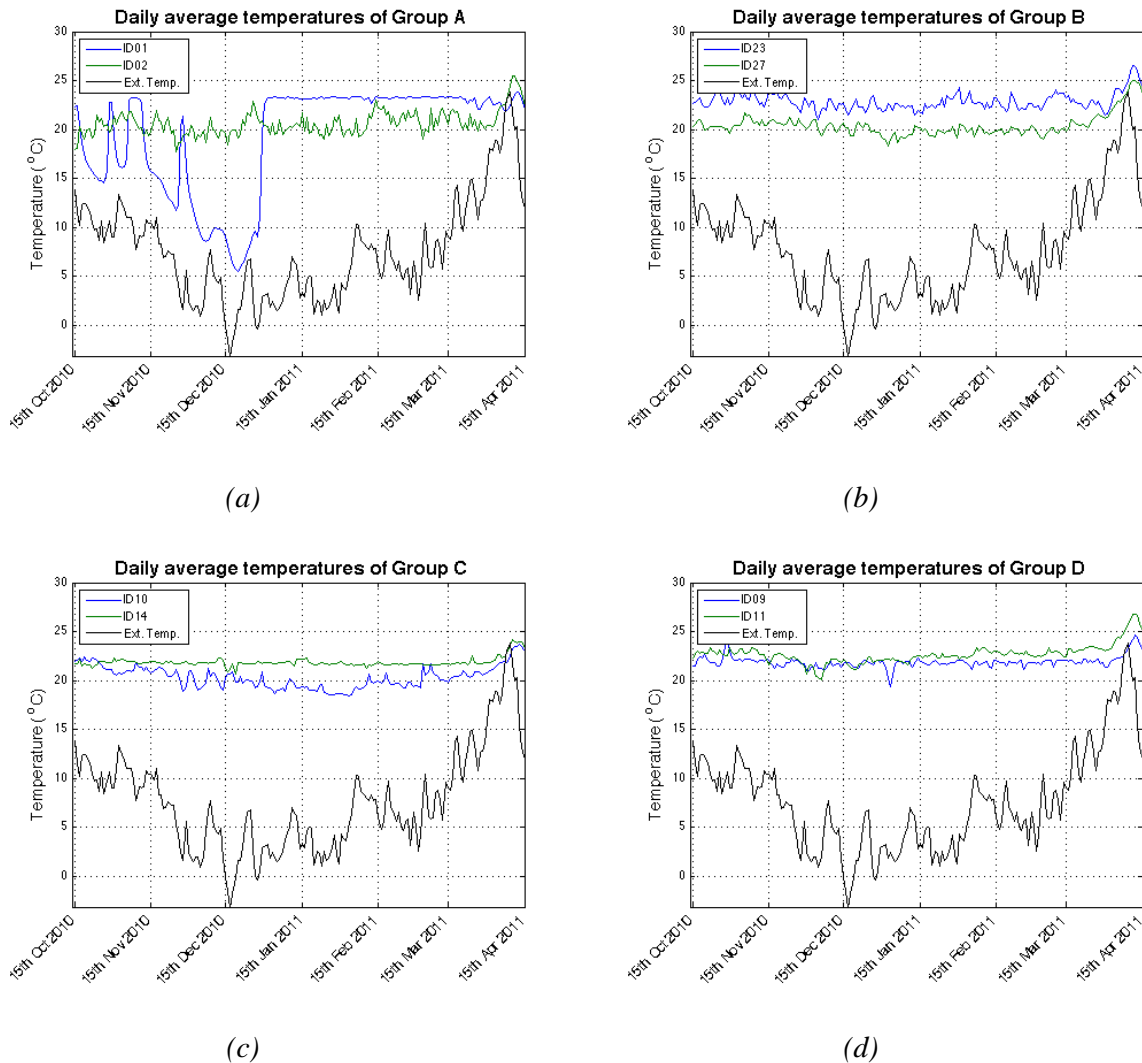 Daily average temperatures of Group A
30
25
20
15
10
5
0
Temperature (°C)
ID01
ID02
Ext. Temp.
15th Oct 2010
15th Nov 2010
15th Dec 2010
15th Jan 2011
15th Feb 2011
15th Mar 2011
15th Apr 2011
(a)
Daily average temperatures of Group B
30
25
20
15
10
5
0
Temperature (°C)
ID23
ID27
Ext. Temp.
15th Oct 2010
15th Nov 2010
15th Dec 2010
15th Jan 2011
15th Feb 2011
15th Mar 2011
15th Apr 2011
(b)
Daily average temperatures of Group C
30
25
20
15
10
5
0
Temperature (°C)
ID10
ID14
Ext. Temp.
15th Oct 2010
15th Nov 2010
15th Dec 2010
15th Jan 2011
15th Feb 2011
15th Mar 2011
15th Apr 2011
(c)
Daily average temperatures of Group D
30
25
20
15
10
5
0
Temperature (°C)
ID09
ID11
Ext. Temp.
15th Oct 2010
15th Nov 2010
15th Dec 2010
15th Jan 2011
15th Feb 2011
15th Mar 2011
15th Apr 2011
(d)